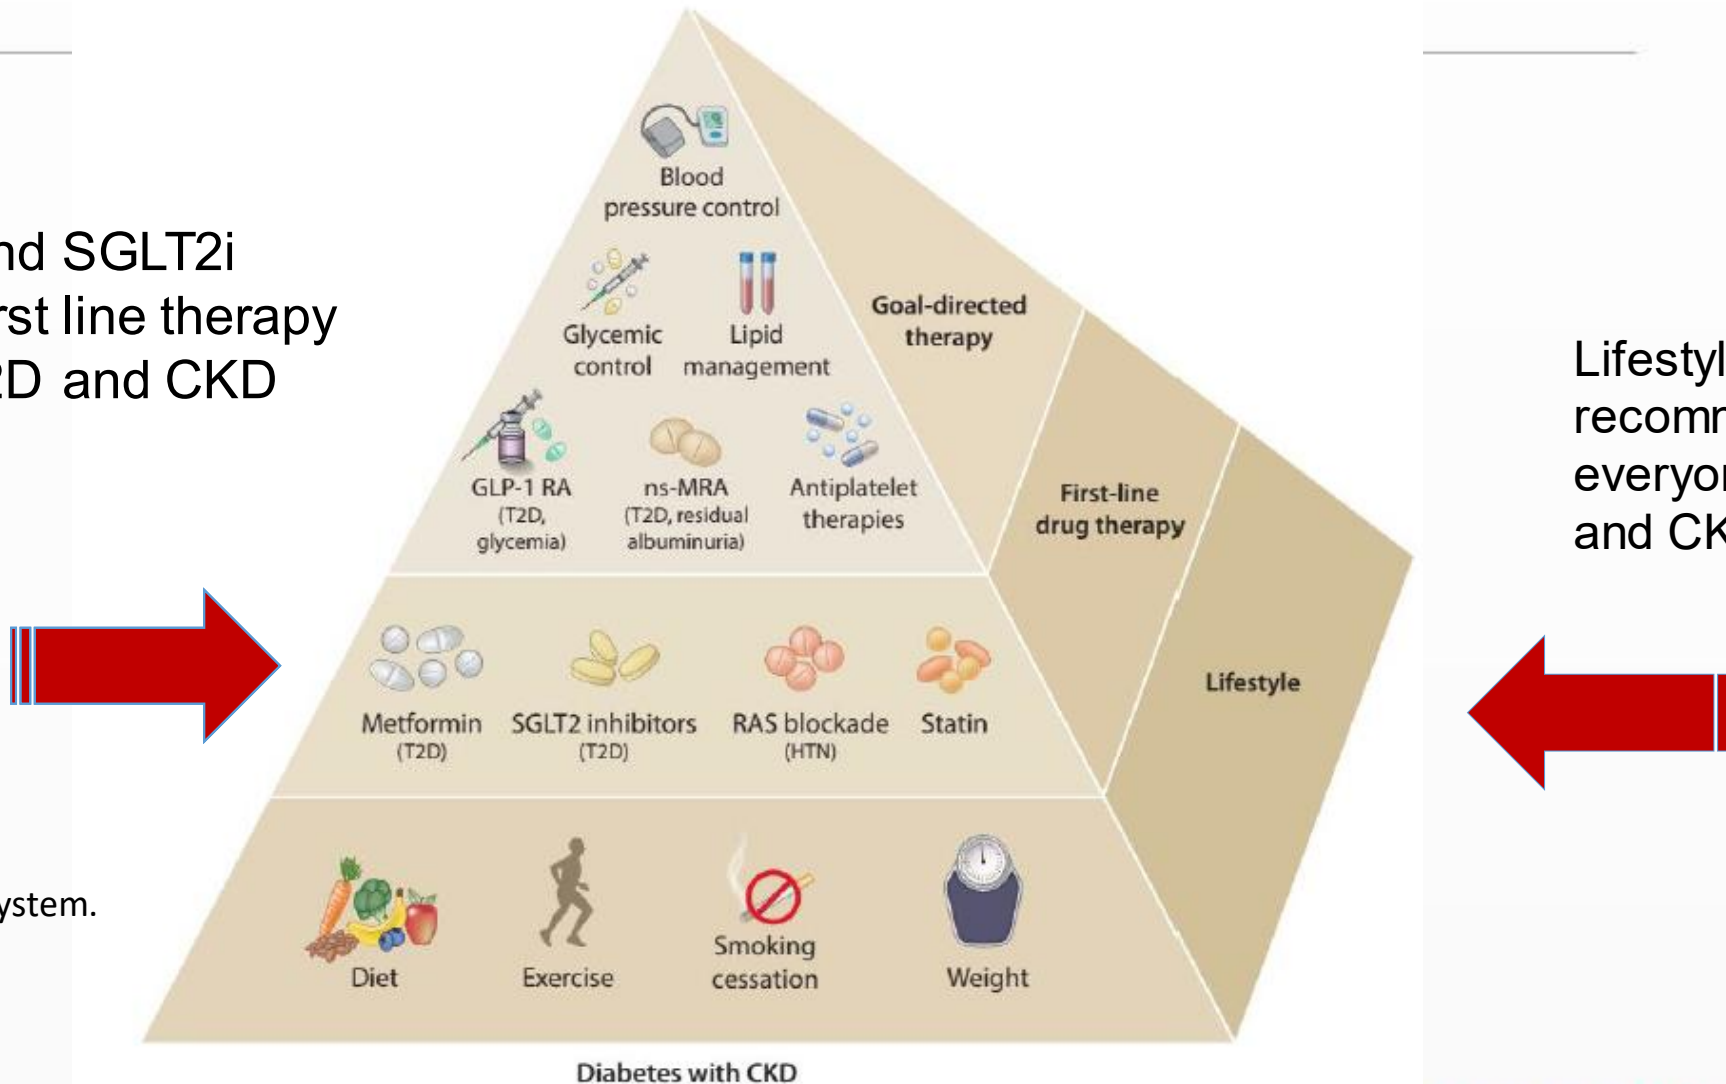 nd SGLT2i
rst line therapy
2D and CKD
ystem.
Blood
pressure control
Glycemic
control
Lipid
management
GLP-1 RA
(T2D,
glycemia)
ns-MRA
(T2D, residual
albuminuria)
Antiplatelet
therapies
Metformin
(T2D)
SGLT2 inhibitors
(T2D)
RAS blockade
(HTN)
Statin
Diet
Exercise
Smoking
cessation
Weight
Goal-directed
therapy
First-line
drug therapy
Lifestyle
Diabetes with CKD
Lifestyl
recomm
everyon
and CK